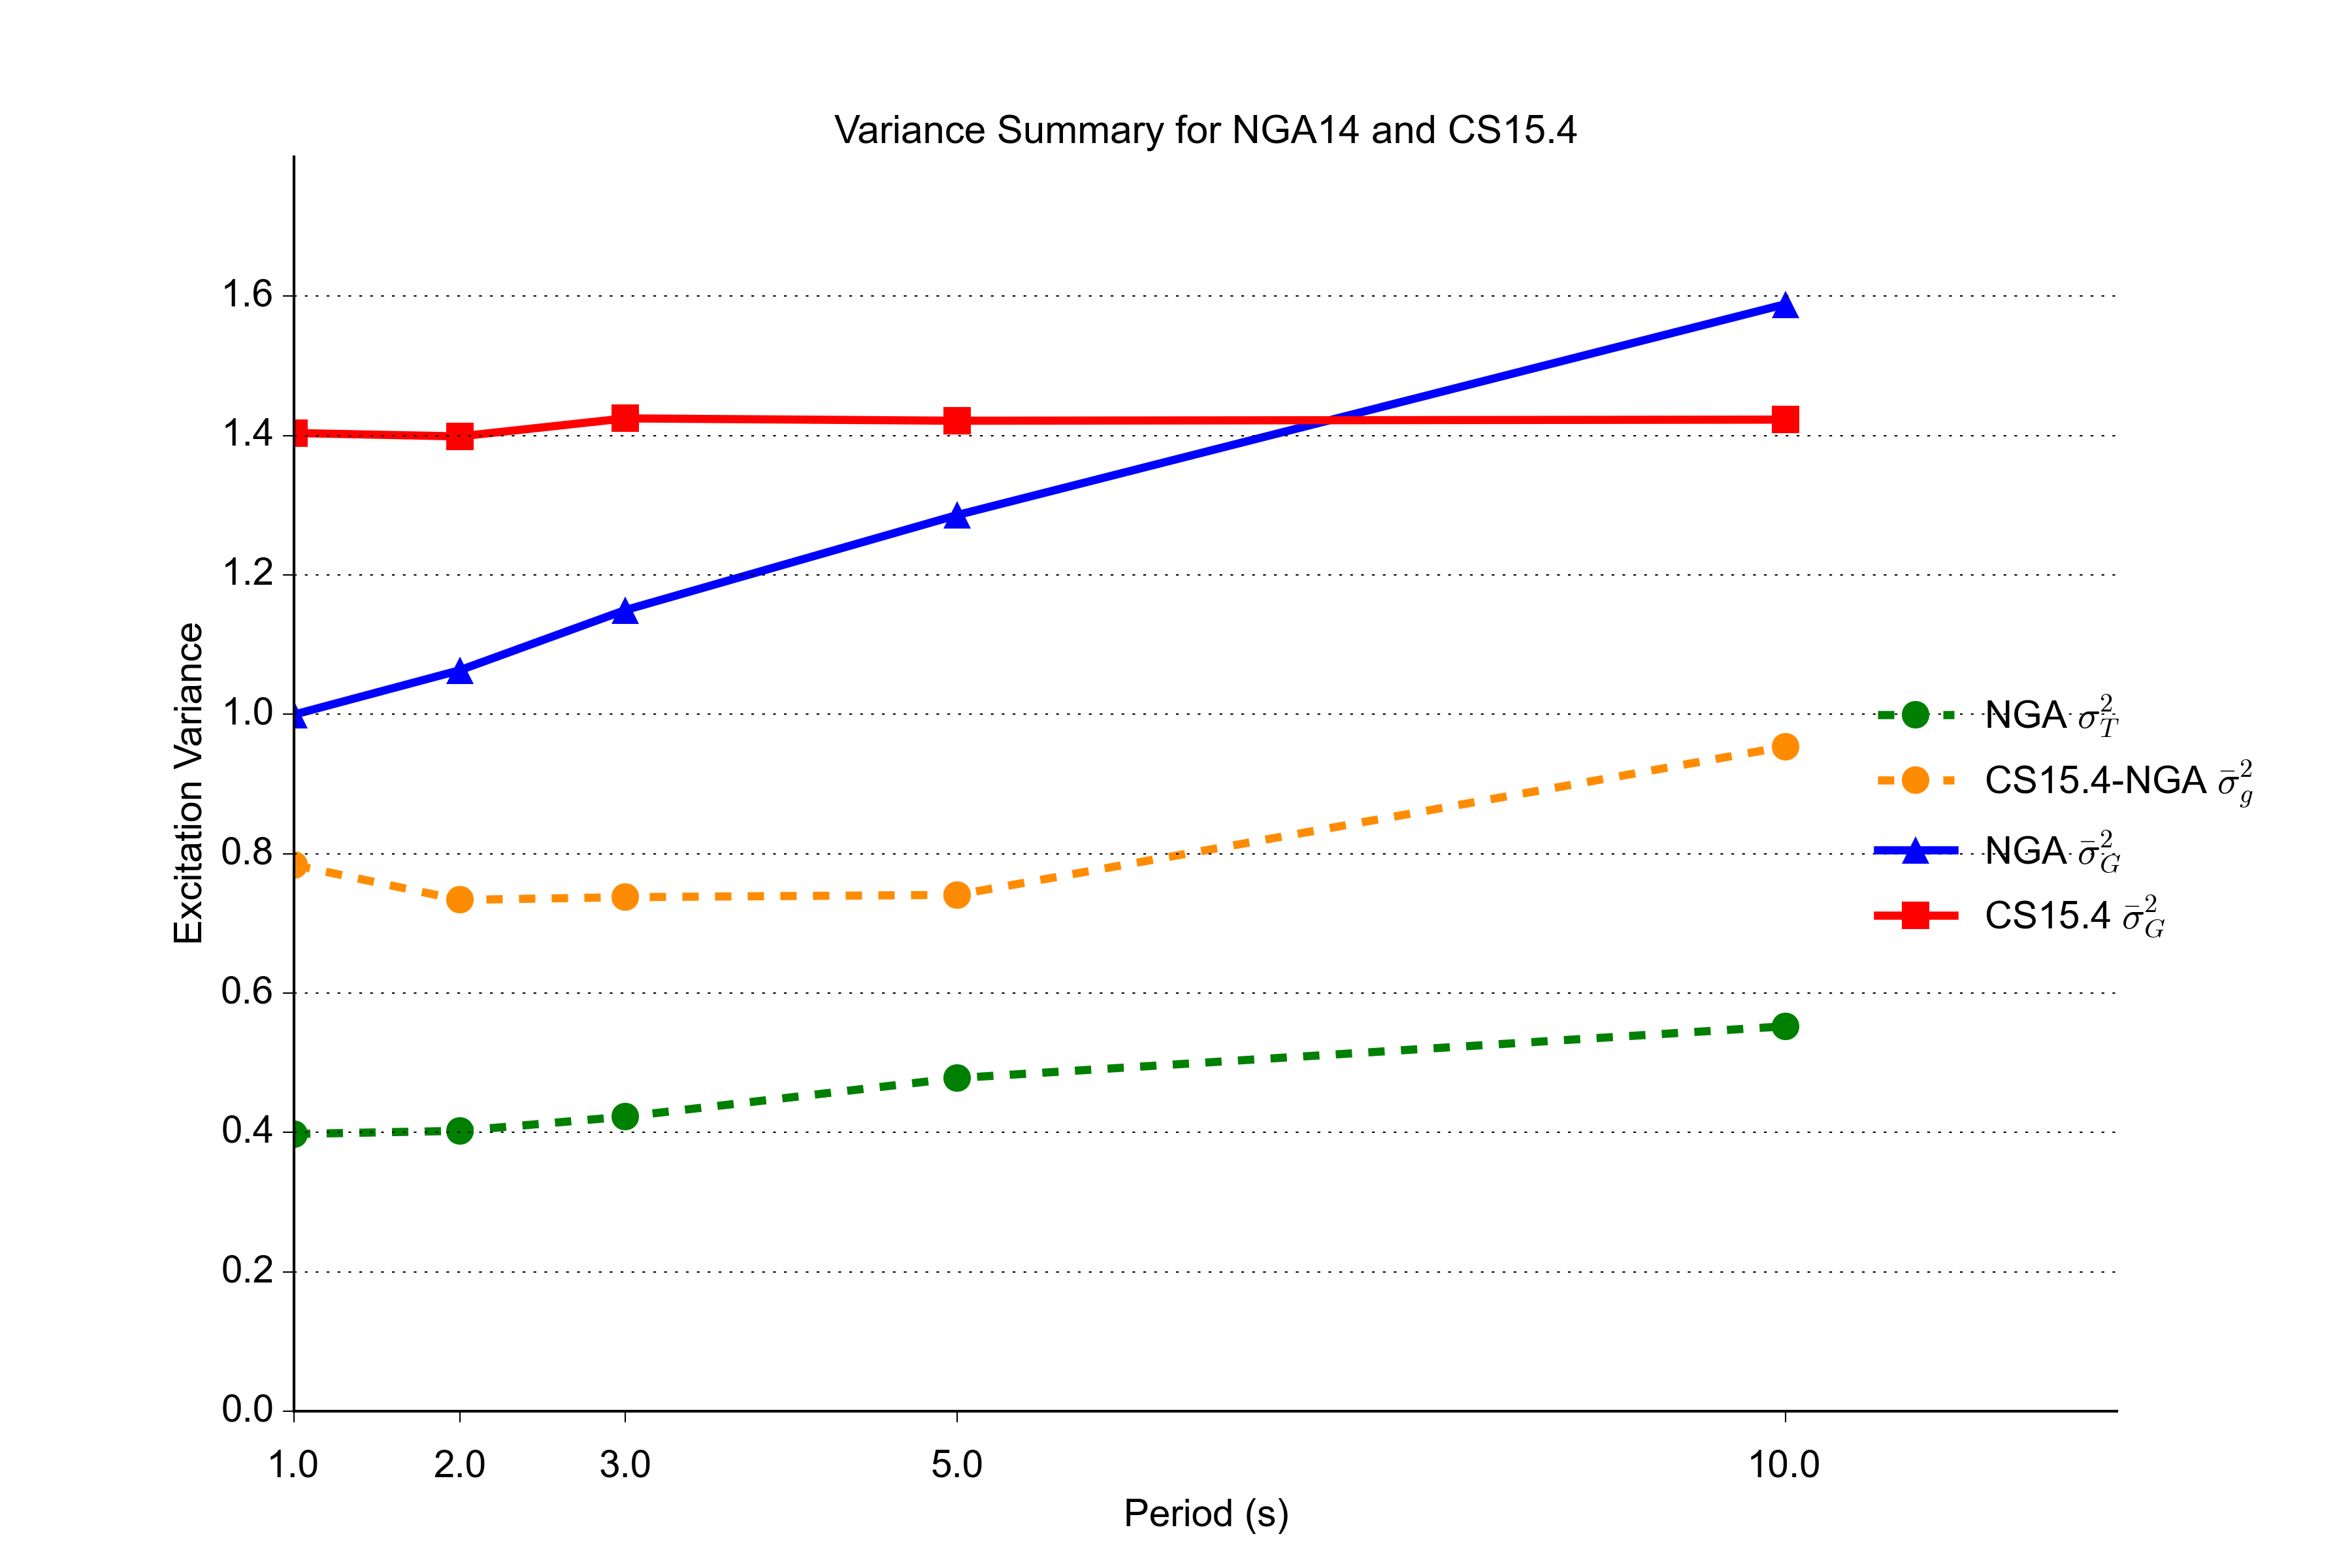 Variance Summary for NGA14 and CS15.4
1.6
1.4
1.2
1.0
0.8
0.6
0.4
0.2
0.0
Excitation Variance
1.0 2.0 3.0 5.0 10.0
Period (s)
NGA σ²_T
CS15.4-NGA σ̄²_g
NGA σ̄²_G
CS15.4 σ̄²_G